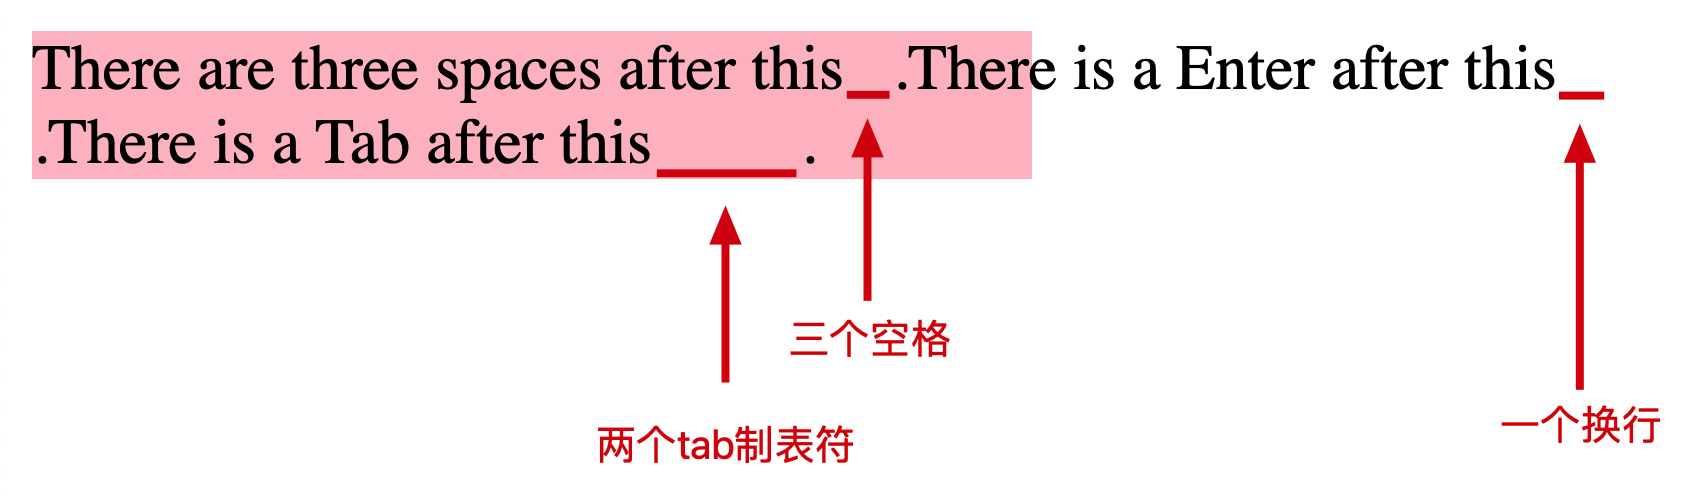 There are three spaces after this   .There is a Enter after this
.There is a Tab after this		.
三个空格
两个tab制表符
一个换行